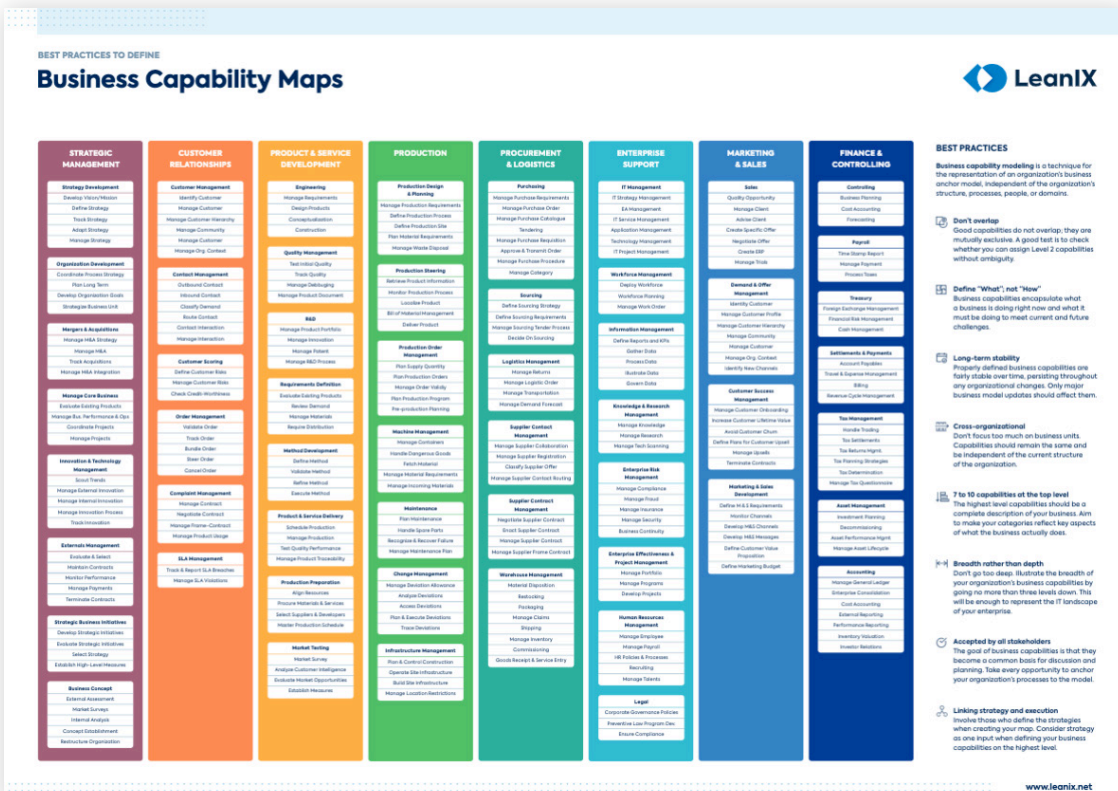 BEST PRACTICES TO DEFINE
Business Capability Maps
LeanIX
STRATEGIC
MANAGEMENT
Strategy Development
Develop Vision/Mission
Define Strategy
Track Strategy
Adapt Strategy
Manage Strategy
Organization Development
Coordinate Process Strategy
Plan Long Term
Develop Organization Goals
Strategize Business Unit
Mergers & Acquisitions
Manage M&A Strategy
Manage M&A
Track Acquisitions
Manage M&A Integration
Manage Core Business
Evaluate Existing Products
Manage Bus. Performance & Ops
Coordinate Projects
Manage Projects
Innovation & Technology
Management
Scout Trends
Manage External Innovation
Manage Internal Innovation
Manage Innovation Process
Track Innovation
Externals Management
Evaluate & Select
Maintain Contracts
Monitor Performance
Manage Payments
Terminate Contracts
Strategic Business Initiatives
Develop Strategic Initiatives
Evaluate Strategic Initiatives
Select Strategy
Establish High-Level Measures
Business Concept
External Assessment
Market Surveys
Internal Analysis
Concept Establishment
Restructure Organization
CUSTOMER
RELATIONSHIPS
Customer Management
Identify Customer
Manage Customer
Manage Customer Hierarchy
Manage Community
Manage Customer
Manage Org. Context
Contact Management
Outbound Contact
Inbound Contact
Classify Demand
Route Contact
Contact Interaction
Manage Interaction
Customer Scoring
Define Customer Risks
Manage Customer Risks
Check Credit-Worthiness
Order Management
Validate Order
Track Order
Bundle Order
Steer Order
Cancel Order
Complaint Management
Manage Contract
Negotiate Contract
Manage Frame-Contract
Manage Product Usage
SLA Management
Track & Report SLA Breaches
Manage SLA Violations
PRODUCT & SERVICE
DEVELOPMENT
Engineering
Manage Requirements
Design Products
Conceptualization
Construction
Quality Management
Test Initial Quality
Track Quality
Manage Debugging
Manage Product Document
R&D
Manage Product Portfolio
Manage Innovation
Manage Patent
Manage R&D Process
Requirements Definition
Evaluate Existing Products
Review Demand
Manage Materials
Require Distribution
Method Development
Define Method
Validate Method
Refine Method
Execute Method
Product & Service Delivery
Schedule Production
Manage Production
Test Quality Performance
Manage Product Traceability
Production Preparation
Align Resources
Procure Materials & Services
Select Suppliers & Developers
Master Production Schedule
Market Testing
Market Survey
Analyze Customer Intelligence
Evaluate Market Opportunities
Establish Measures
PRODUCTION
Production Design
& Planning
Manage Production Requirements
Define Production Process
Define Production Site
Plan Material Requirements
Manage Waste Disposal
Production Steering
Retrieve Product Information
Monitor Production Process
Localize Product
Bill of Material Management
Deliver Product
Production Order
Management
Plan Supply Quantity
Plan Production Orders
Manage Order Validy
Plan Production Program
Pre-production Planning
Machine Management
Manage Containers
Handle Dangerous Goods
Fetch Material
Manage Material Requirements
Manage Incoming Materials
Maintenance
Plan Maintenance
Handle Spare Parts
Recognise & Recover Failure
Manage Maintenance Plan
Change Management
Manage Deviation Allowance
Analyze Deviations
Access Deviations
Plan & Execute Deviations
Trace Deviations
Infrastructure Management
Plan & Control Construction
Operate Site Infrastructure
Build Site Infrastructure
Manage Location Restrictions
PROCUREMENT
& LOGISTICS
Purchasing
Manage Purchase Requirements
Manage Purchase Order
Manage Purchase Catalogue
Tendering
Manage Purchase Requisition
Approve & Transmit Order
Manage Purchase Procedure
Manage Category
Sourcing
Define Sourcing Strategy
Define Sourcing Requirements
Manage Sourcing Tender Process
Decide On Sourcing
Logistics Management
Manage Returns
Manage Logistic Order
Manage Transportation
Manage Demand Forecast
Supplier Contact
Management
Manage Supplier Collaboration
Manage Supplier Registration
Classify Supplier Offer
Manage Supplier Contact Routing
Supplier Contract
Management
Negotiate Supplier Contract
Enact Supplier Contract
Manage Supplier Contract
Manage Supplier Frame Contract
Warehouse Management
Material Disposition
Restocking
Packaging
Manage Claims
Shipping
Manage Inventory
Commissioning
Goods Receipt & Service Entry
ENTERPRISE
SUPPORT
IT Management
IT Strategy Management
EA Management
IT Service Management
Application Management
Technology Management
IT Project Management
Workforce Management
Deploy Workforce
Workforce Planning
Manage Work Order
Information Management
Define Reports and KPIs
Gather Data
Process Data
Illustrate Data
Govern Data
Knowledge & Research
Management
Manage Knowledge
Manage Research
Manage Tech Scanning
Enterprise Risk
Management
Manage Compliance
Manage Fraud
Manage Insurance
Manage Security
Business Continuity
Enterprise Effectiveness &
Project Management
Manage Portfolio
Manage Programs
Develop Projects
Human Resources
Management
Manage Employee
Manage Payroll
HR Policies & Processes
Recruiting
Manage Talents
Legal
Corporate Governance Policies
Preventive Law Program Dev.
Ensure Compliance
MARKETING
& SALES
Sales
Quality Opportunity
Manage Client
Advise Client
Create Specific Offer
Negotiate Offer
Create ERP
Manage Trials
Demand & Offer
Management
Identify Customer
Manage Customer Profile
Manage Customer Hierarchy
Manage Community
Manage Customer
Manage Org. Context
Identify New Channels
Customer Success
Management
Manage Customer Onboarding
Increase Customer Lifetime Value
Avoid Customer Churn
Define Plans for Customer Upsell
Manage Upsells
Terminate Contracts
Marketing & Sales
Development
Define M & S Requirements
Monitor Channels
Develop M&S Channels
Develop M&S Messages
Define Customer Value
Proposition
Define Marketing Budget
FINANCE &
CONTROLLING
Controlling
Business Planning
Cost Accounting
Forecasting
Payroll
Time Stamp Report
Manage Payment
Process Taxes
Treasury
Foreign Exchange Management
Financial Risk Management
Cash Management
Settlements & Payments
Account Payables
Travel & Expense Management
Billing
Revenue Cycle Management
Tax Management
Handle Trading
Tax Settlements
Tax Returns Mgmt.
Tax Planning Strategies
Tax Determination
Manage Tax Questionnaire
Asset Management
Investment Planning
Decommissioning
Asset Performance Mgmt
Manage Asset Lifecycle
Accounting
Manage General Ledger
Enterprise Consolidation
Cost Accounting
External Reporting
Performance Reporting
Inventory Valuation
Investor Relations
BEST PRACTICES
Business capability modeling is a technique for
the representation of an organization's business
anchor model, independent of the organization's
structure, processes, people, or domains.
Don't overlap
Good capabilities do not overlap; they are
mutually exclusive. A good test is to check
whether you can assign Level 2 capabilities
without ambiguity.
Define "What"; not "How"
Business capabilities encapsulate what
a business is doing right now and what it
must be doing to meet current and future
challenges.
Long-term stability
Properly defined business capabilities are
fairly stable over time, persisting throughout
any organizational changes. Only major
business model updates should affect them.
Cross-organizational
Don't focus too much on business units.
Capabilities should remain the same and
be independent of the current structure
of the organization.
7 to 10 capabilities at the top level
The highest level capabilities should be a
complete description of your business. Aim
to make your categories reflect key aspects
of what the business actually does.
Breadth rather than depth
Don't go too deep. Illustrate the breadth of
your organization's business capabilities by
going no more than three levels down. This
will be enough to represent the IT landscape
of your enterprise.
Accepted by all stakeholders
The goal of business capabilities is that they
become a common basis for discussion and
planning. Take every opportunity to anchor
your organization's processes to the model.
Linking strategy and execution
Involve those who define the strategies
when creating your map. Consider strategy
as one input when defining your business
capabilities on the highest level.
www.leanix.net